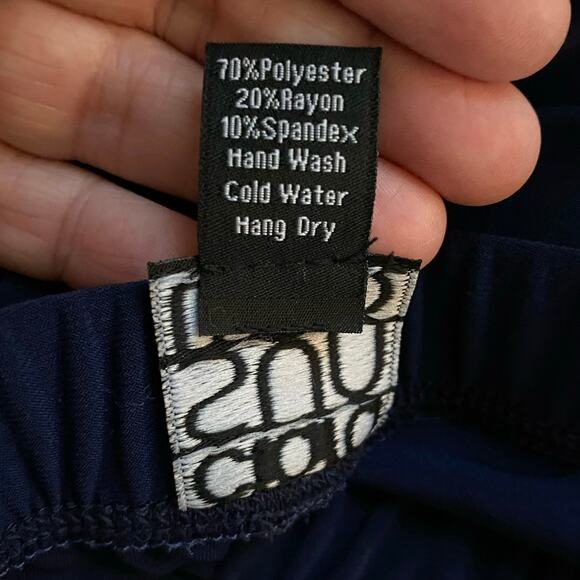 70%Polyester
20%Rayon
10%Spandex
Hand Wash
Cold Water
Hang Dry